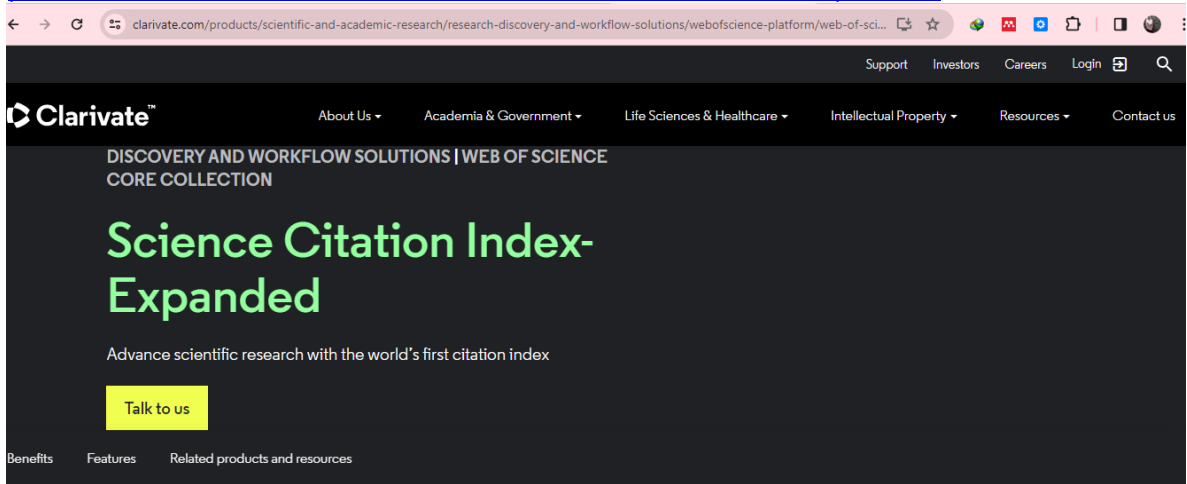 clarivate.com/products/scientific-and-academic-research/research-discovery-and-workflow-solutions/webofscience-platform/web-of-sci...
Support Investors Careers Login
Clarivate™ About Us Academia & Government Life Sciences & Healthcare Intellectual Property Resources Contact us
DISCOVERY AND WORKFLOW SOLUTIONS | WEB OF SCIENCE
CORE COLLECTION
Science Citation Index-
Expanded
Advance scientific research with the world's first citation index
Talk to us
Benefits Features Related products and resources